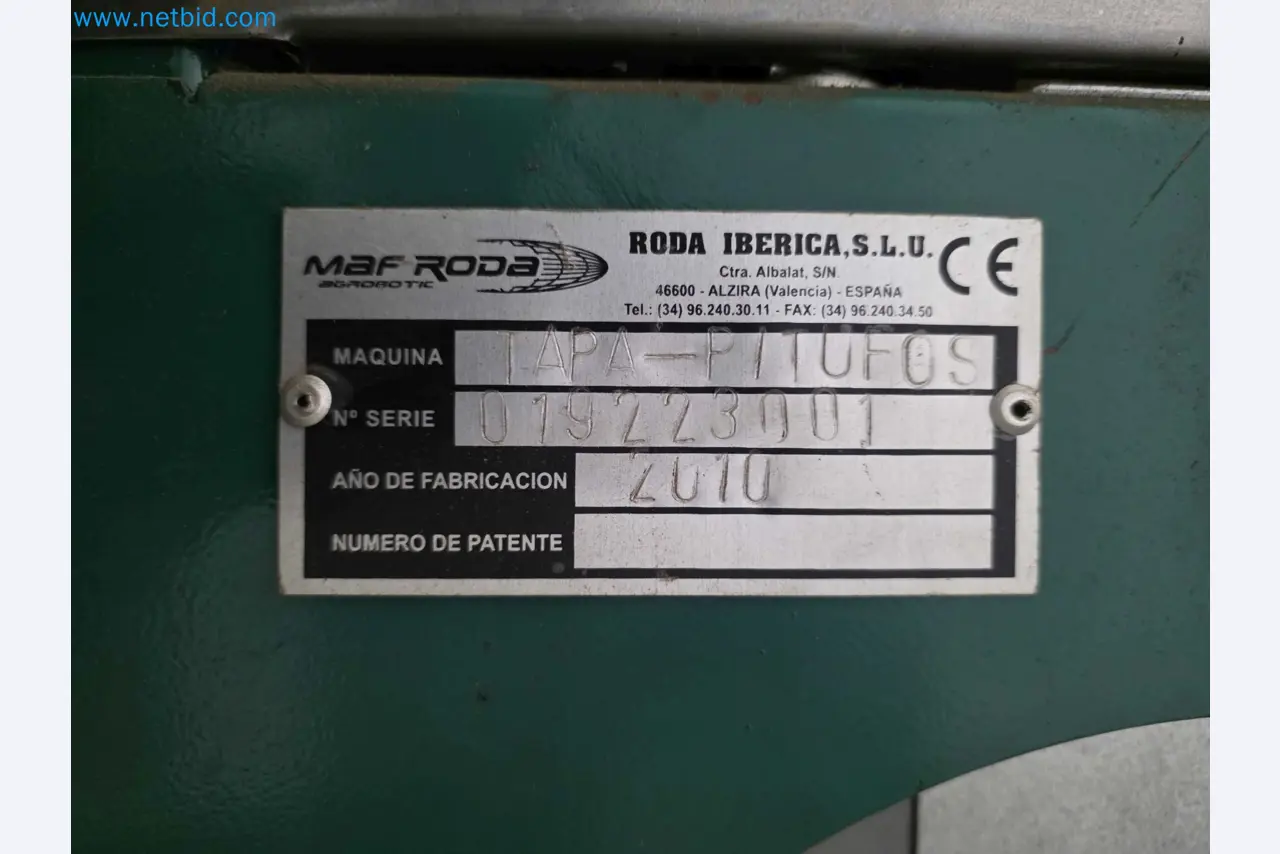 www.netbid.com
MAF RODA
AGROBOTIC
RODA IBERICA, S.L.U.
Ctra. Albalat, S/N.
46600 - ALZIRA (Valencia) - ESPAÑA
Tel.: (34) 96.240.30.11 - FAX: (34) 96.240.34.50
CE
MAQUINA TAPA-P/TUFOS
Nº SERIE 019223001
AÑO DE FABRICACION 2010
NUMERO DE PATENTE